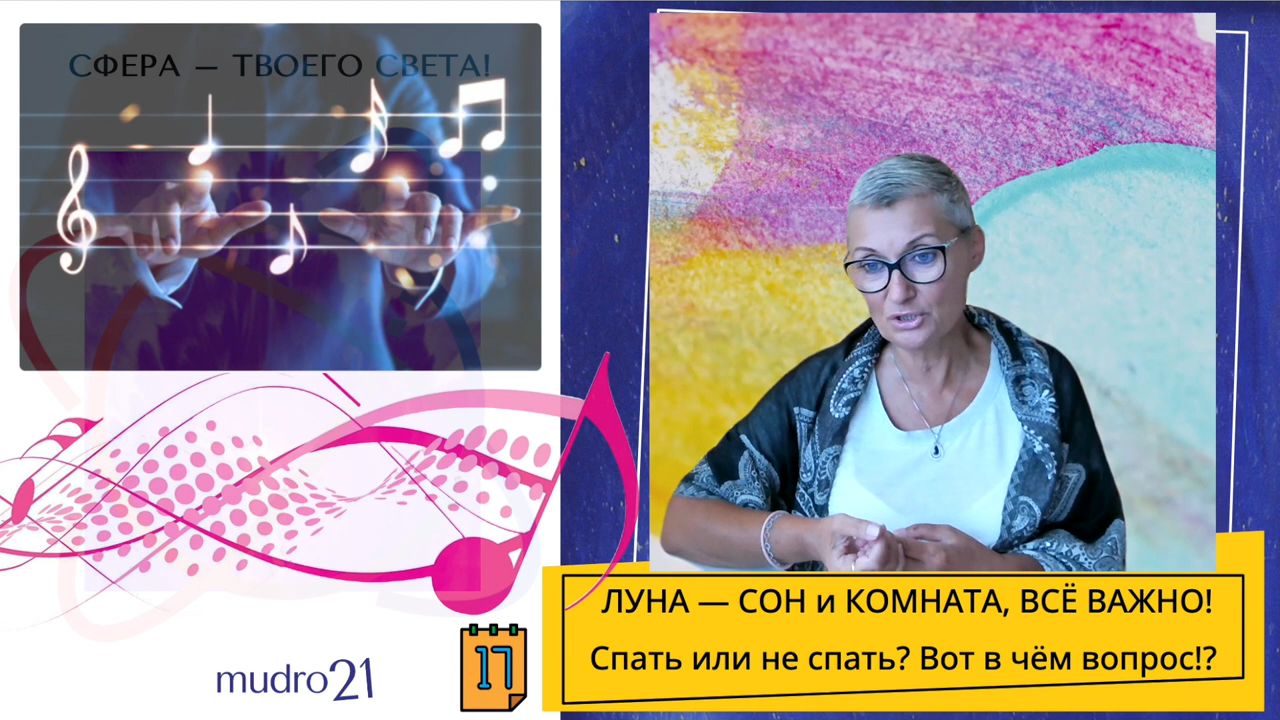 СФЕРА — ТВОЕГО СВЕТА!
ЛУНА — СОН и КОМНАТА, ВСЁ ВАЖНО!
Спать или не спать? Вот в чём вопрос!?
mudro21
17